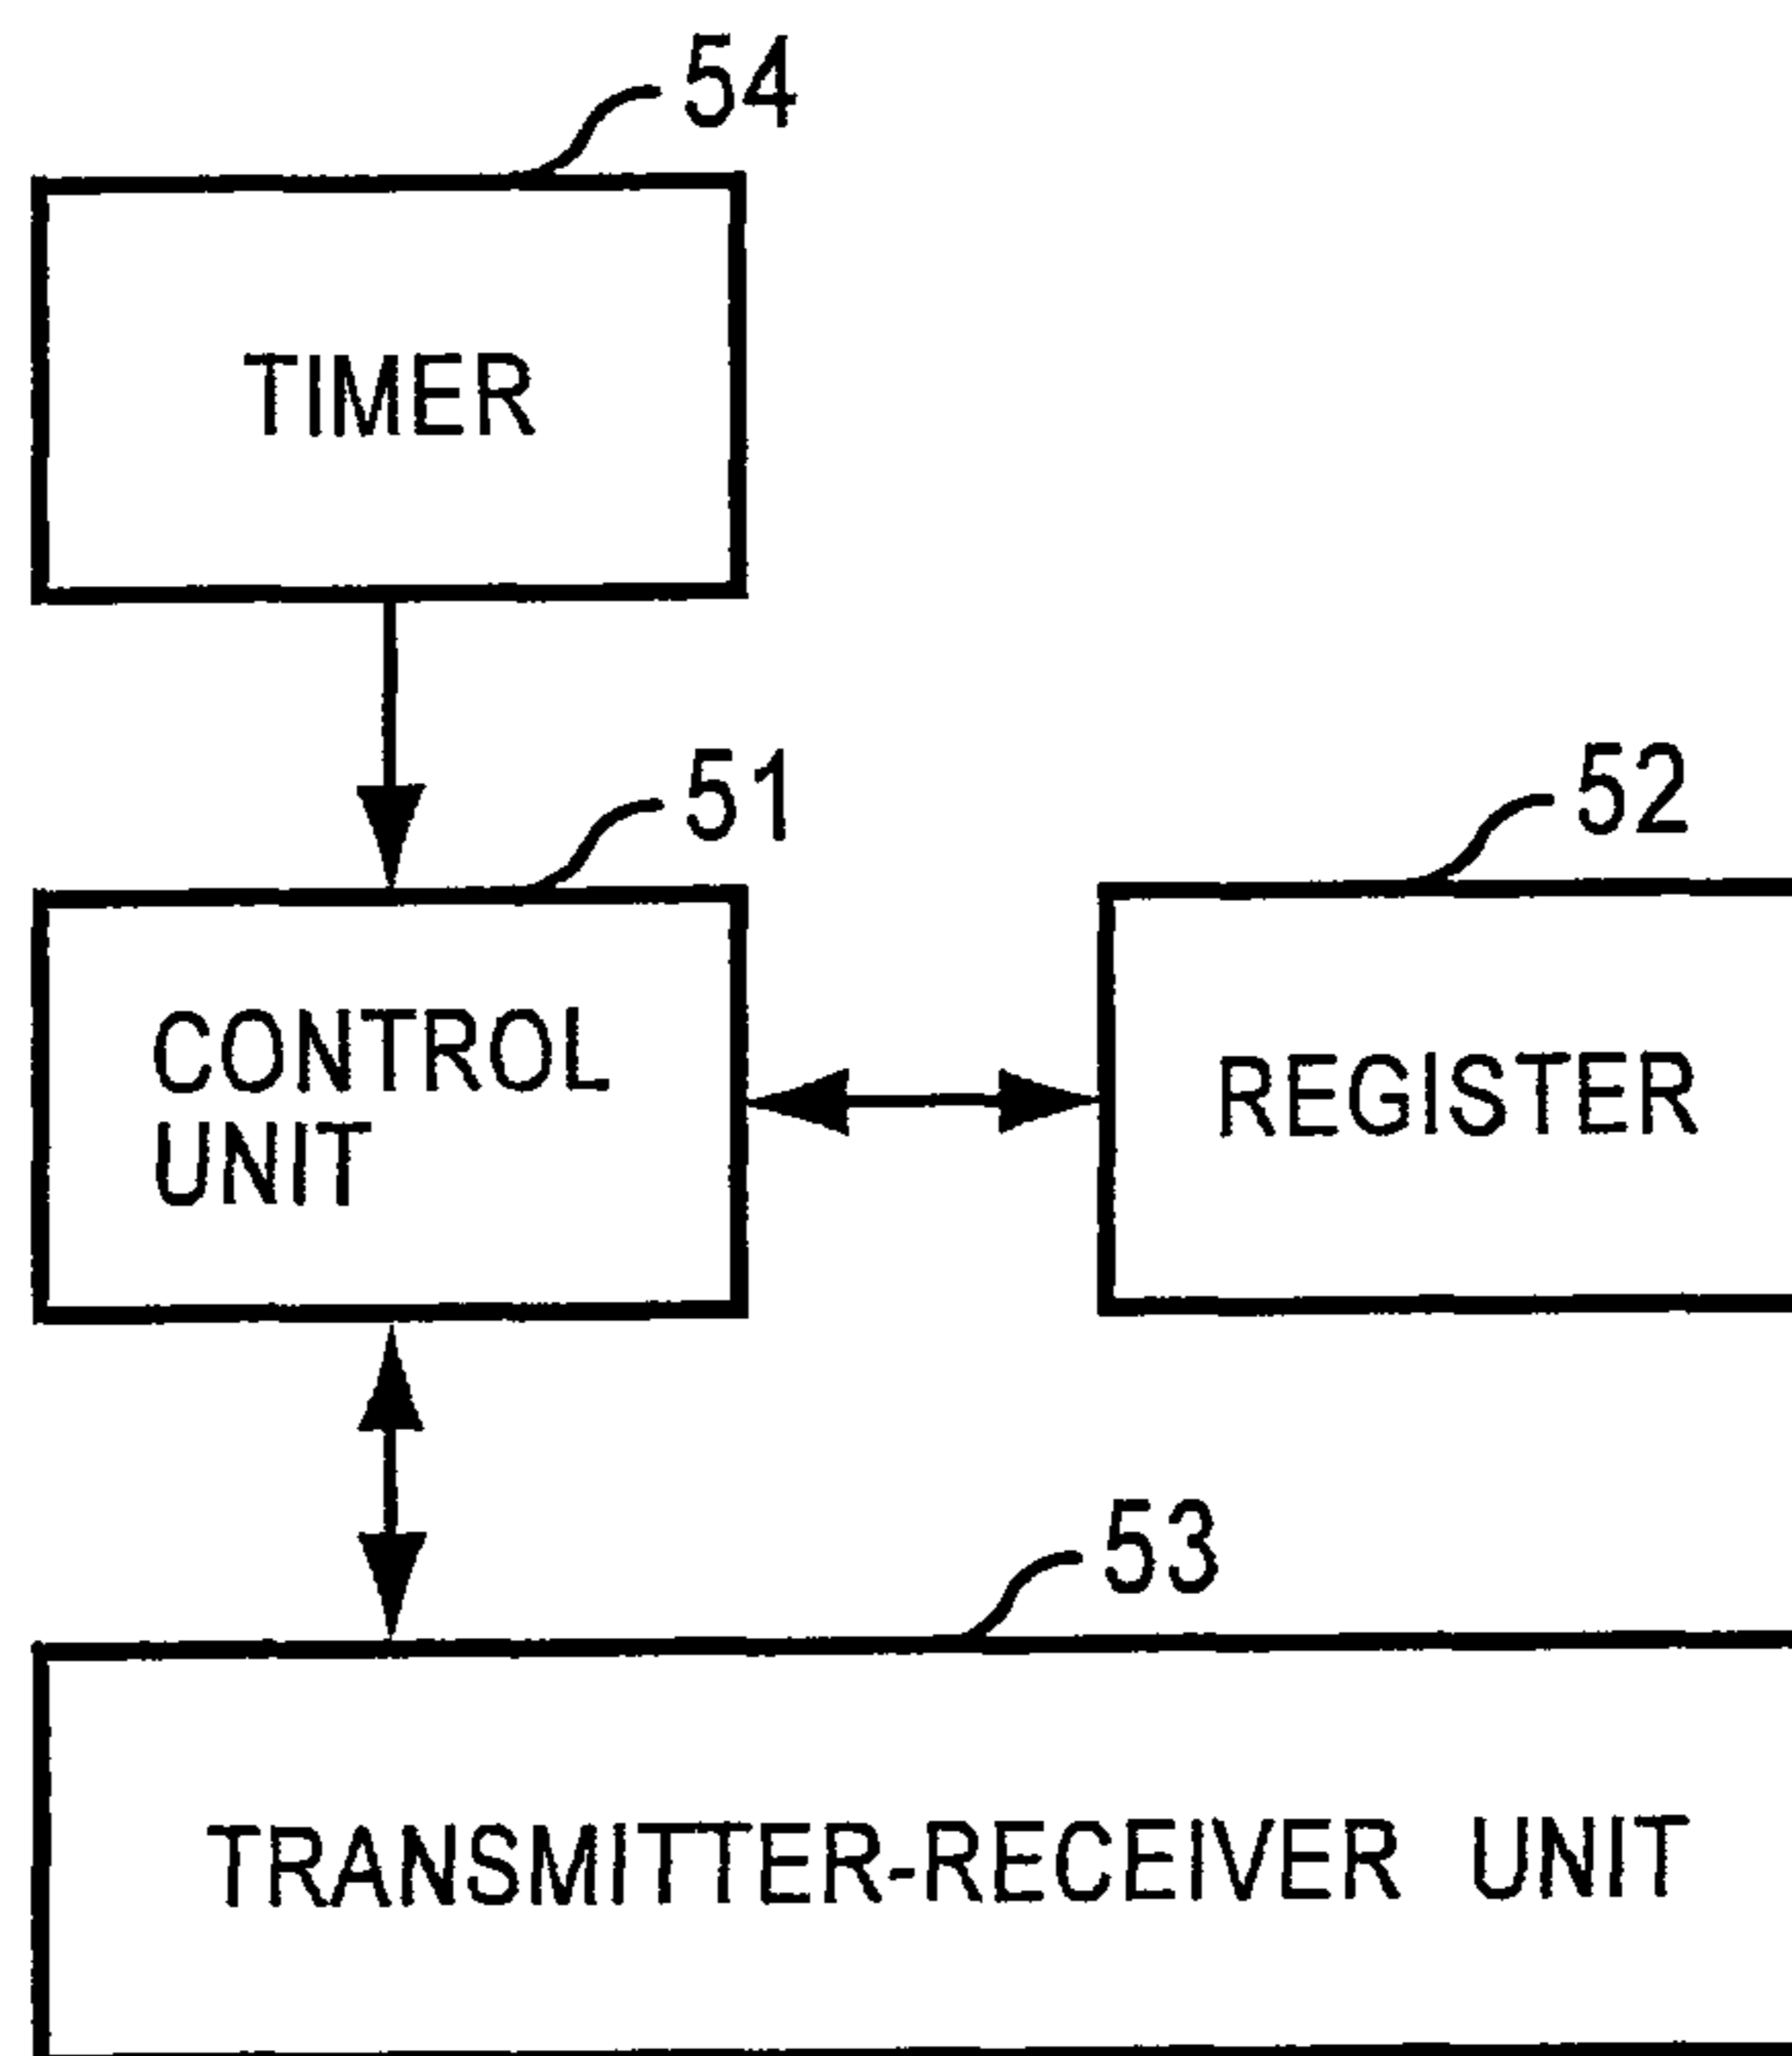 54
TIMER
51
52
CONTROL
UNIT
REGISTER
53
TRANSMITTER-RECEIVER UNIT